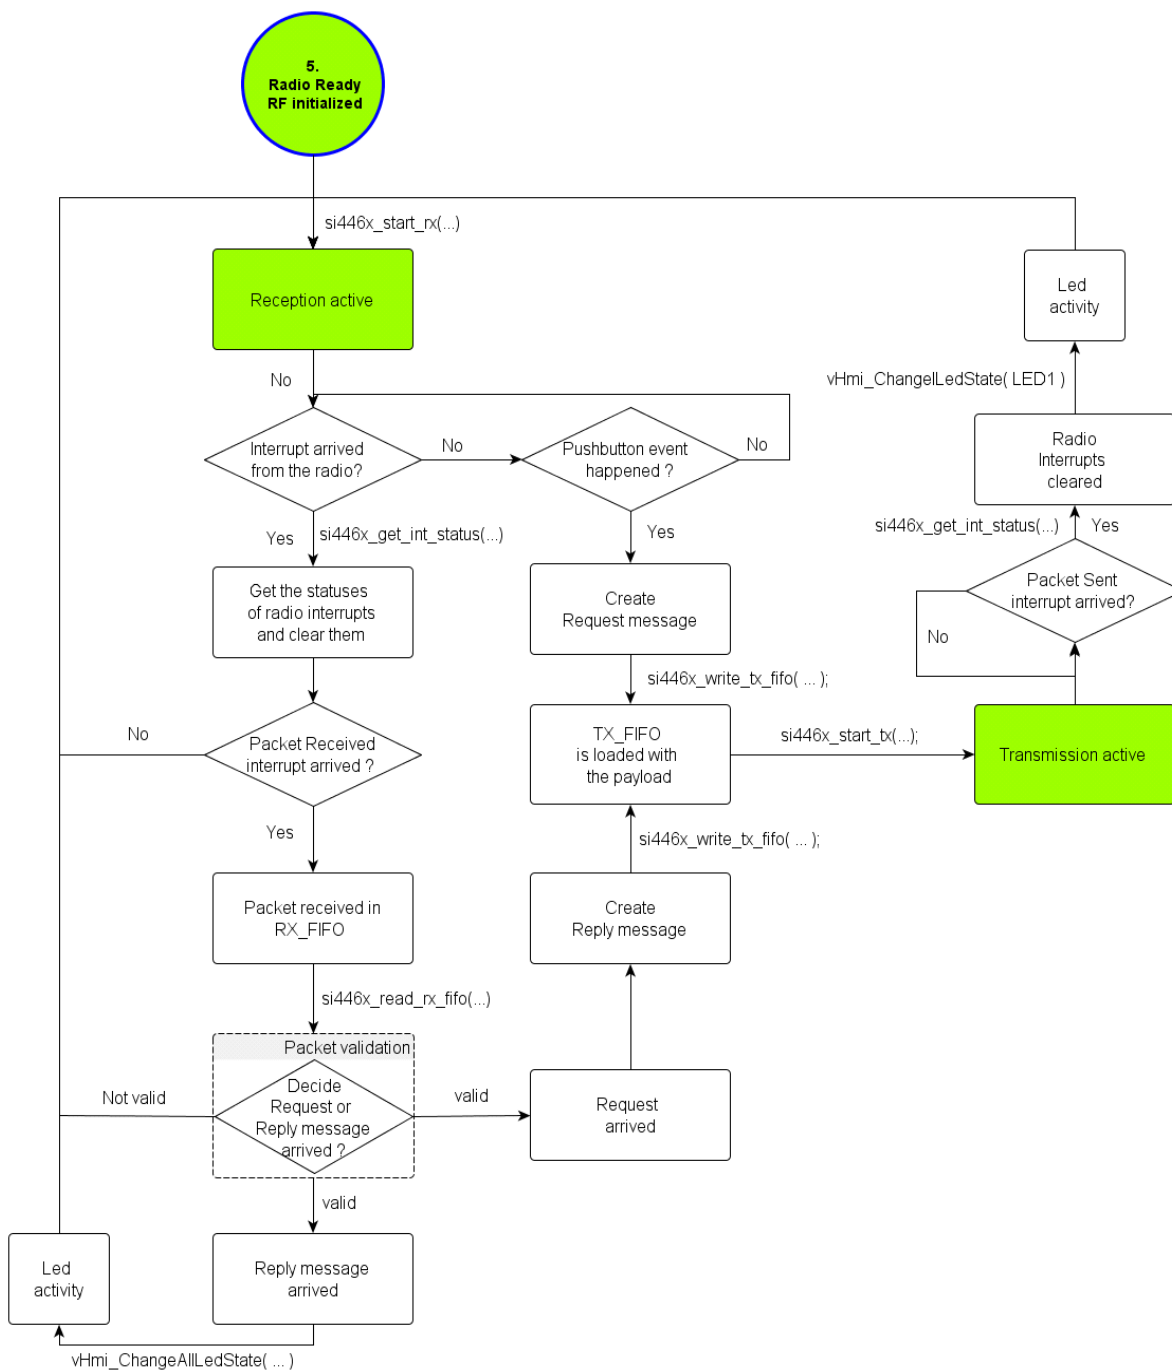 5.
Radio Ready
RF initialized
si446x_start_rx(...)
Reception active
No
Interrupt arrived
from the radio?
No
Pushbutton event
happened ?
No
Yes
si446x_get_int_status(...)
Yes
Get the statuses
of radio interrupts
and clear them
Create
Request message
si446x_write_tx_fifo( ... );
No
Packet Received
interrupt arrived ?
TX_FIFO
is loaded with
the payload
si446x_start_tx(...);
Transmission active
No
Packet Sent
interrupt arrived?
si446x_get_int_status(...)
Yes
Radio
Interrupts
cleared
vHmi_ChangelLedState( LED1 )
Led
activity
Yes
Packet received in
RX_FIFO
si446x_write_tx_fifo( ... );
Create
Reply message
si446x_read_rx_fifo(...)
Packet validation
Decide
Request or
Reply message
arrived ?
Not valid
valid
Request
arrived
valid
Reply message
arrived
Led
activity
vHmi_ChangeAllLedState( ... )